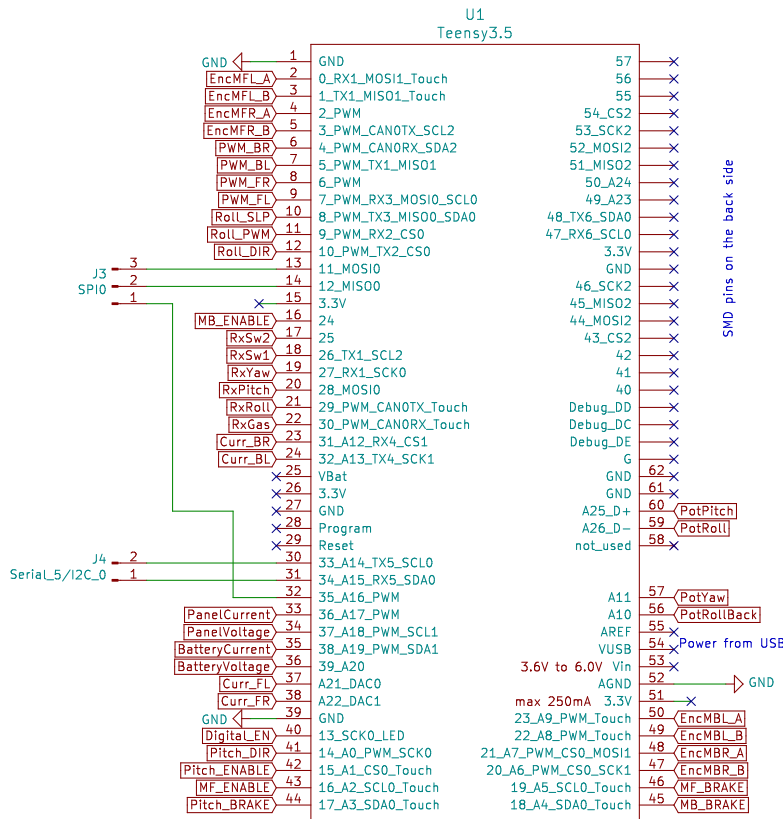 U1
Teensy3.5
GND 1 GND 57
EncMFL_A 2 0_RX1_MOSI1_Touch 56
EncMFL_B 3 1_TX1_MISO1_Touch 55
EncMFR_A 4 2_PWM 54_CS2
EncMFR_B 5 3_PWM_CAN0TX_SCL2 53_SCK2
PWM_BR 6 4_PWM_CAN0RX_SDA2 52_MOSI2
PWM_BL 7 5_PWM_TX1_MISO1 51_MISO2
PWM_FR 8 6_PWM 50_A24
PWM_FL 9 7_PWM_RX3_MOSI0_SCL0 49_A23
Roll_SLP 10 8_PWM_TX3_MISO0_SDA0 48_TX6_SDA0
Roll_PWM 11 9_PWM_RX2_CS0 47_RX6_SCL0
Roll_DIR 12 10_PWM_TX2_CS0 3.3V
J3 3 13 11_MOSI0 GND
SPI0 2 14 12_MISO0 46_SCK2
1 15 3.3V 45_MISO2
MB_ENABLE 16 24 44_MOSI2
RxSw2 17 25 43_CS2
RxSw1 18 26_TX1_SCL2 42
RxYaw 19 27_RX1_SCK0 41
RxPitch 20 28_MOSI0 40
RxRoll 21 29_PWM_CAN0TX_Touch Debug_DD
RxGas 22 30_PWM_CAN0RX_Touch Debug_DC
Curr_BR 23 31_A12_RX4_CS1 Debug_DE
Curr_BL 24 32_A13_TX4_SCK1 G
25 VBat GND 62
26 3.3V GND 61
27 GND A25_D+ 60 PotPitch
28 Program A26_D- 59 PotRoll
29 Reset not_used 58
J4 2 30 33_A14_TX5_SCL0
Serial_5/I2C_0 1 31 34_A15_RX5_SDA0
32 35_A16_PWM A11 57 PotYaw
PanelCurrent 33 36_A17_PWM A10 56 PotRollBack
PanelVoltage 34 37_A18_PWM_SCL1 AREF 55
BatteryCurrent 35 38_A19_PWM_SDA1 VUSB 54 Power from USB
BatteryVoltage 36 39_A20 3.6V to 6.0V Vin 53
Curr_FL 37 A21_DAC0 AGND 52 GND
Curr_FR 38 A22_DAC1 max 250mA 3.3V 51
GND 39 GND 23_A9_PWM_Touch 50 EncMBL_A
Digital_EN 40 13_SCK0_LED 22_A8_PWM_Touch 49 EncMBL_B
Pitch_DIR 41 14_A0_PWM_SCK0 21_A7_PWM_CS0_MOSI1 48 EncMBR_A
Pitch_ENABLE 42 15_A1_CS0_Touch 20_A6_PWM_CS0_SCK1 47 EncMBR_B
MF_ENABLE 43 16_A2_SCL0_Touch 19_A5_SCL0_Touch 46 MF_BRAKE
Pitch_BRAKE 44 17_A3_SDA0_Touch 18_A4_SDA0_Touch 45 MB_BRAKE
SMD pins on the back side